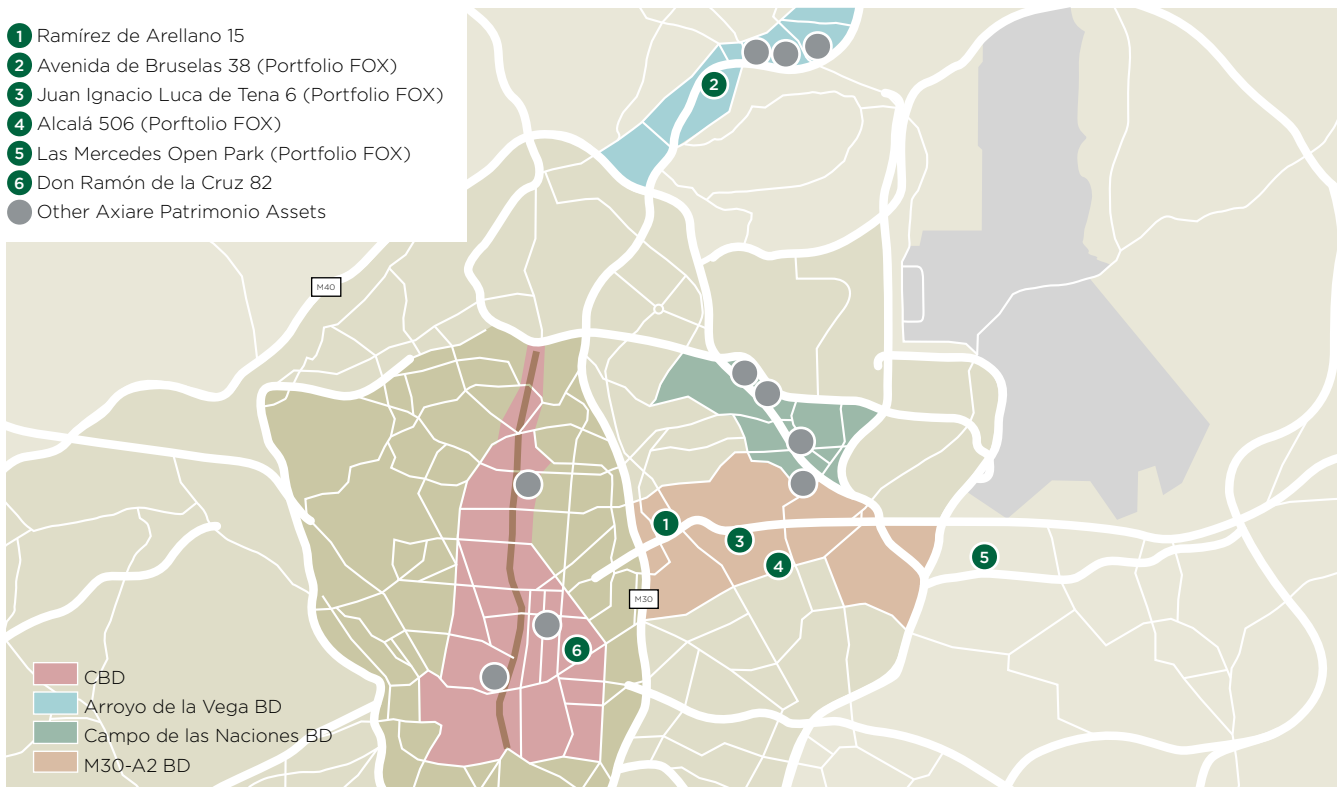 1 Ramírez de Arellano 15
2 Avenida de Bruselas 38 (Portfolio FOX)
3 Juan Ignacio Luca de Tena 6 (Portfolio FOX)
4 Alcalá 506 (Porftolio FOX)
5 Las Mercedes Open Park (Portfolio FOX)
6 Don Ramón de la Cruz 82
Other Axiare Patrimonio Assets
2
M40
1
3
5
4
M30
6
CBD
Arroyo de la Vega BD
Campo de las Naciones BD
M30-A2 BD